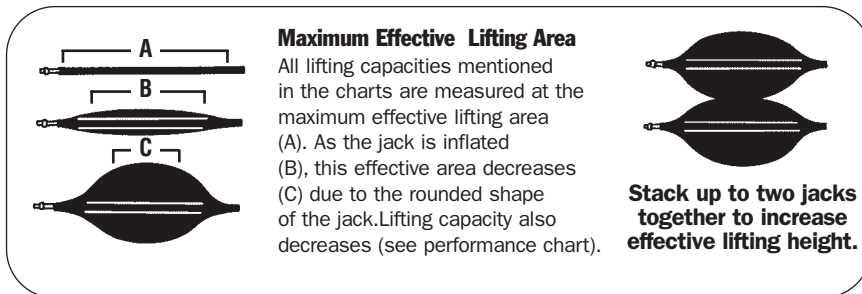 A
B
C
Maximum Effective Lifting Area
All lifting capacities mentioned
in the charts are measured at the
maximum effective lifting area
(A). As the jack is inflated
(B), this effective area decreases
(C) due to the rounded shape
of the jack.Lifting capacity also
decreases (see performance chart).
Stack up to two jacks
together to increase
effective lifting height.